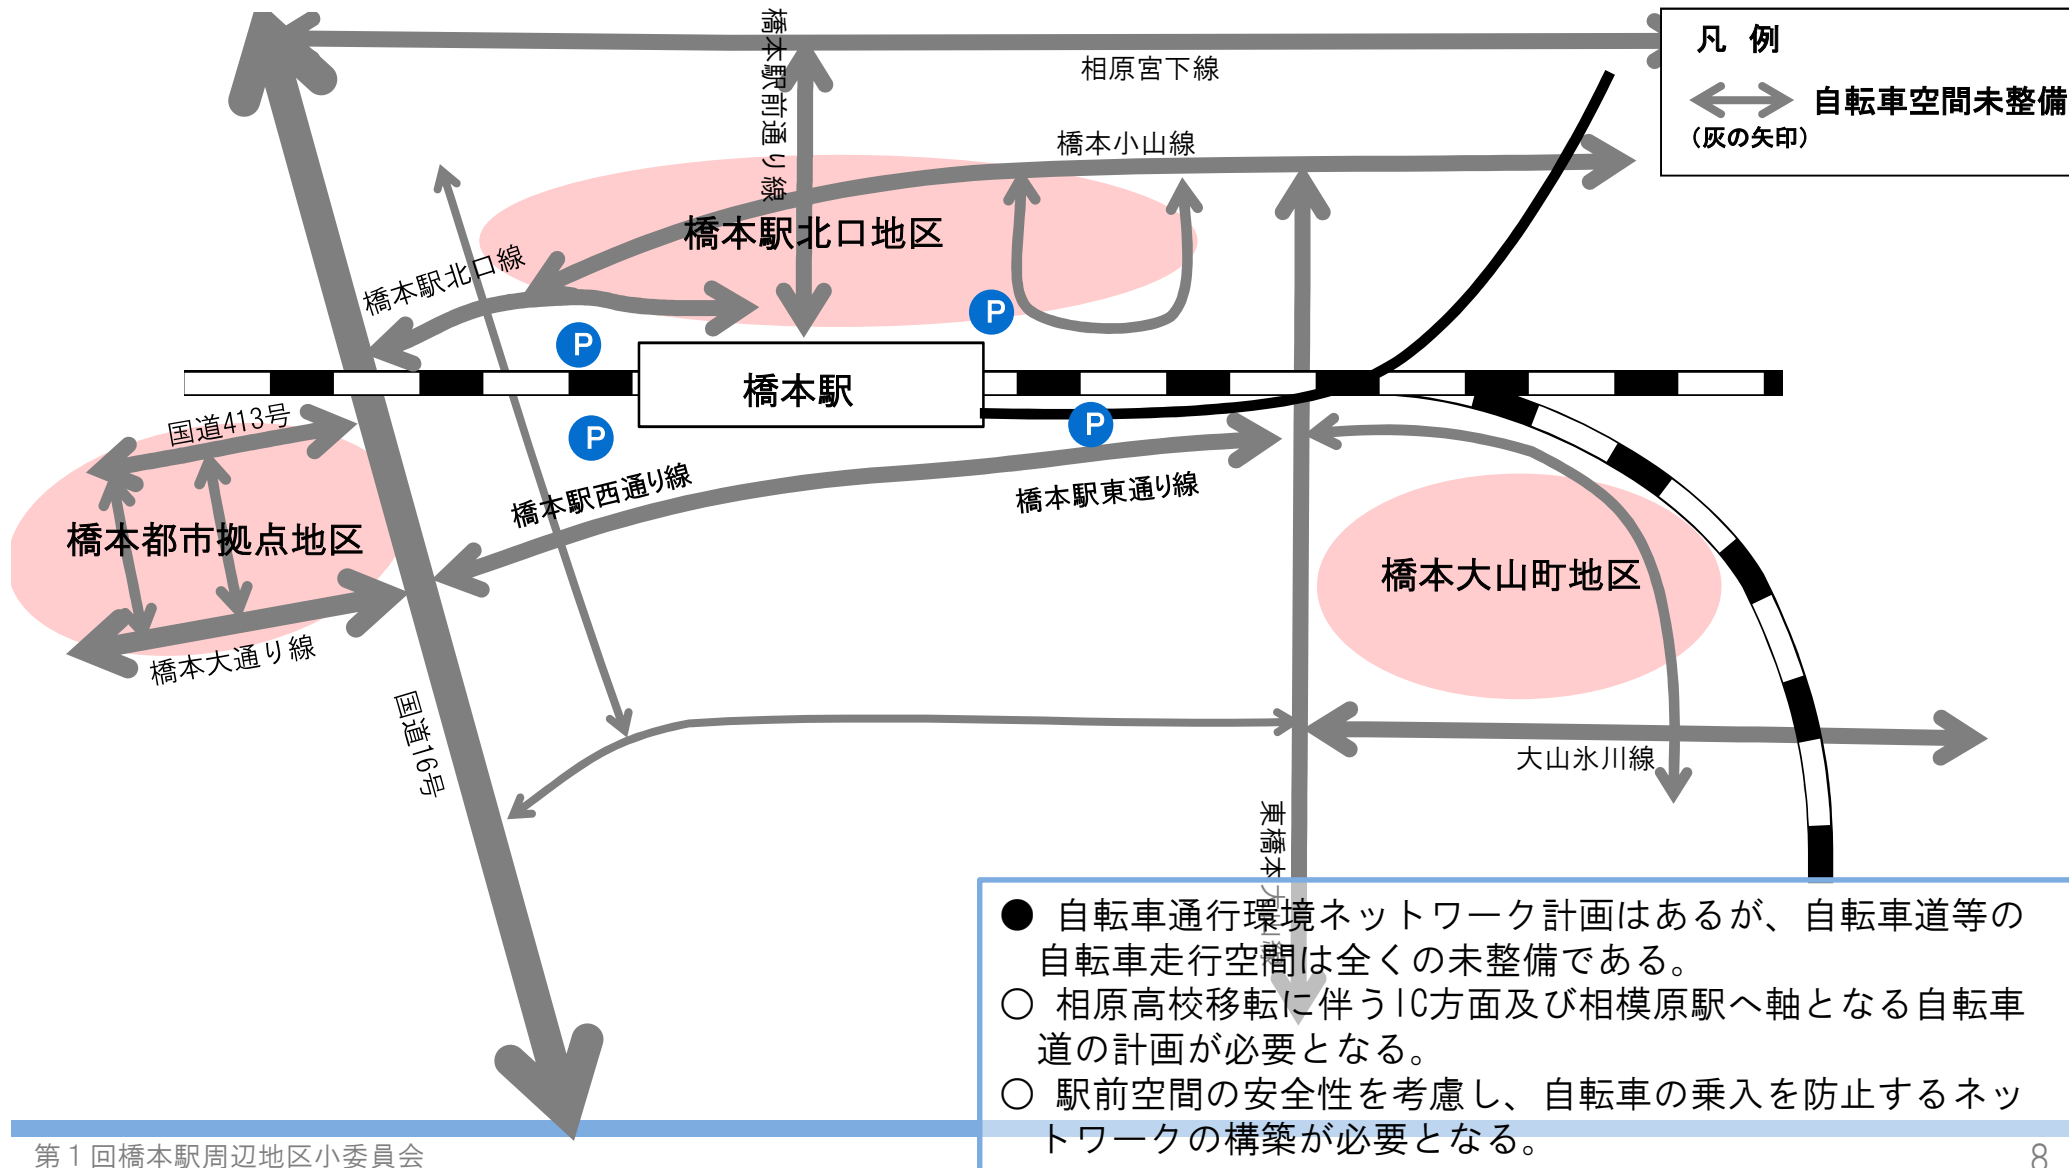 凡 例
自転車空間未整備
(灰の矢印)
橋本駅前通り線
相原宮下線
橋本小山線
橋本駅北口地区
橋本駅北口線
P
P
橋本駅
国道413号
P
P
橋本駅西通り線
橋本駅東通り線
橋本都市拠点地区
橋本大山町地区
橋本大通り線
国道16号
大山氷川線
東橋本大山線
● 自転車通行環境ネットワーク計画はあるが、自転車道等の
自転車走行空間は全くの未整備である。
○ 相原高校移転に伴うIC方面及び相模原駅へ軸となる自転車
道の計画が必要となる。
○ 駅前空間の安全性を考慮し、自転車の乗入を防止するネッ
トワークの構築が必要となる。
第1回橋本駅周辺地区小委員会
8